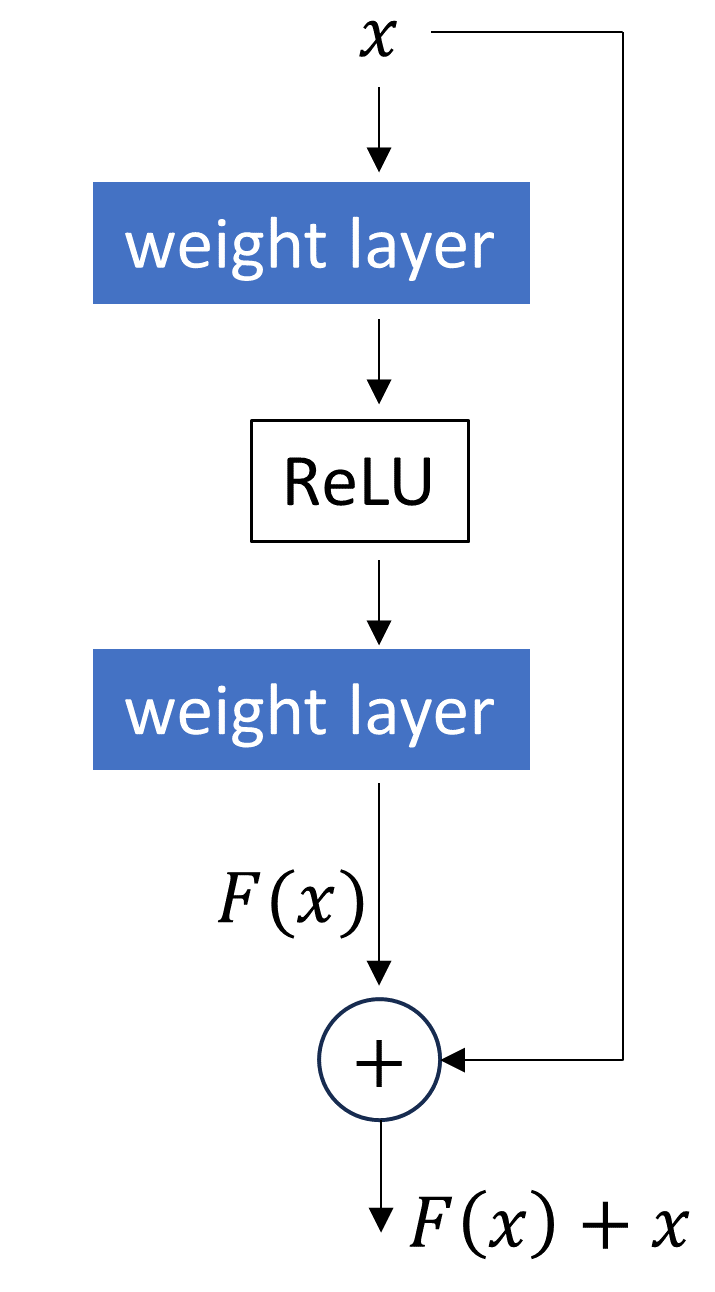 x
weight layer
ReLU
weight layer
F(x)
+
F(x) + x